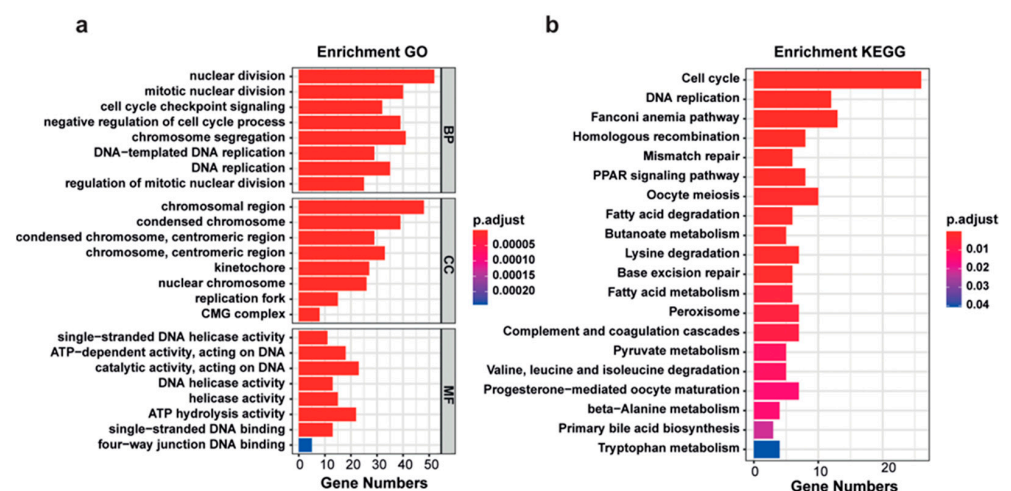 a
Enrichment GO
nuclear division
mitotic nuclear division
cell cycle checkpoint signaling
negative regulation of cell cycle process
chromosome segregation
DNA−templated DNA replication
DNA replication
regulation of mitotic nuclear division
BP
chromosomal region
condensed chromosome
condensed chromosome, centromeric region
chromosome, centromeric region
kinetochore
nuclear chromosome
replication fork
CMG complex
CC
single−stranded DNA helicase activity
ATP−dependent activity, acting on DNA
catalytic activity, acting on DNA
DNA helicase activity
helicase activity
ATP hydrolysis activity
single−stranded DNA binding
four−way junction DNA binding
MF
0 10 20 30 40 50
Gene Numbers
p.adjust
0.00005
0.00010
0.00015
0.00020
b
Enrichment KEGG
Cell cycle
DNA replication
Fanconi anemia pathway
Homologous recombination
Mismatch repair
PPAR signaling pathway
Oocyte meiosis
Fatty acid degradation
Butanoate metabolism
Lysine degradation
Base excision repair
Fatty acid metabolism
Peroxisome
Complement and coagulation cascades
Pyruvate metabolism
Valine, leucine and isoleucine degradation
Progesterone−mediated oocyte maturation
beta−Alanine metabolism
Primary bile acid biosynthesis
Tryptophan metabolism
0 10 20
Gene Numbers
p.adjust
0.01
0.02
0.03
0.04